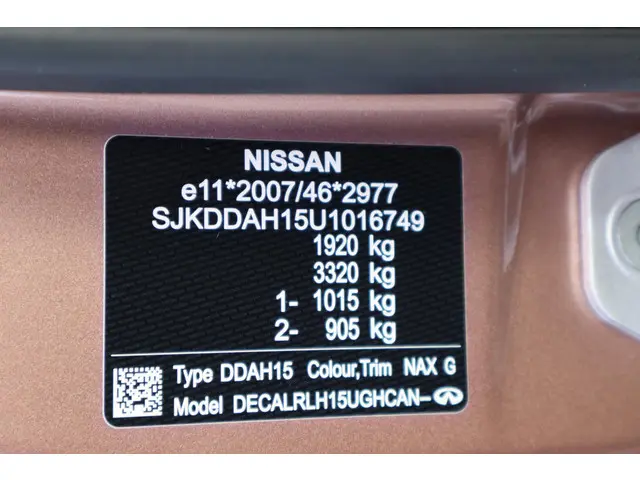 NISSAN
e11*2007/46*2977
SJKDDAH15U1016749
1920 kg
3320 kg
1- 1015 kg
2- 905 kg
Type DDAH15 Colour,Trim NAX G
Model DECALRLH15UGHCAN-